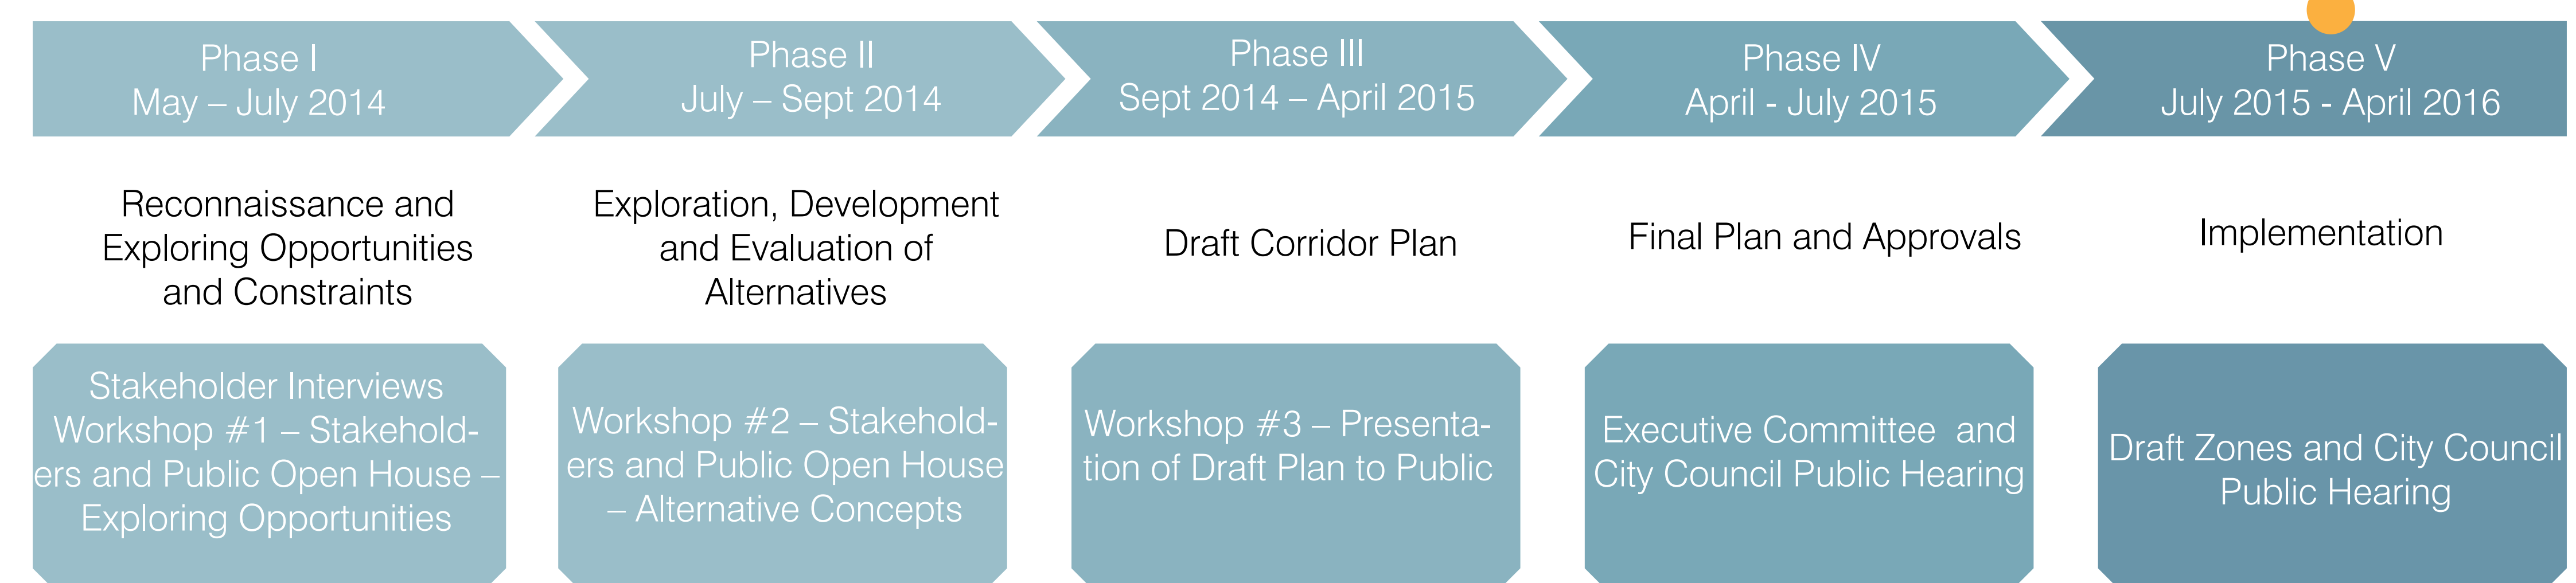 Phase I
May – July 2014
Phase II
July – Sept 2014
Phase III
Sept 2014 – April 2015
Phase IV
April - July 2015
Phase V
July 2015 - April 2016
Reconnaissance and
Exploring Opportunities
and Constraints
Exploration, Development
and Evaluation of
Alternatives
Draft Corridor Plan
Final Plan and Approvals
Implementation
Stakeholder Interviews
Workshop #1 – Stakehold-
ers and Public Open House –
Exploring Opportunities
Workshop #2 – Stakehold-
ers and Public Open House
– Alternative Concepts
Workshop #3 – Presenta-
tion of Draft Plan to Public
Executive Committee  and
City Council Public Hearing
Draft Zones and City Council
Public Hearing